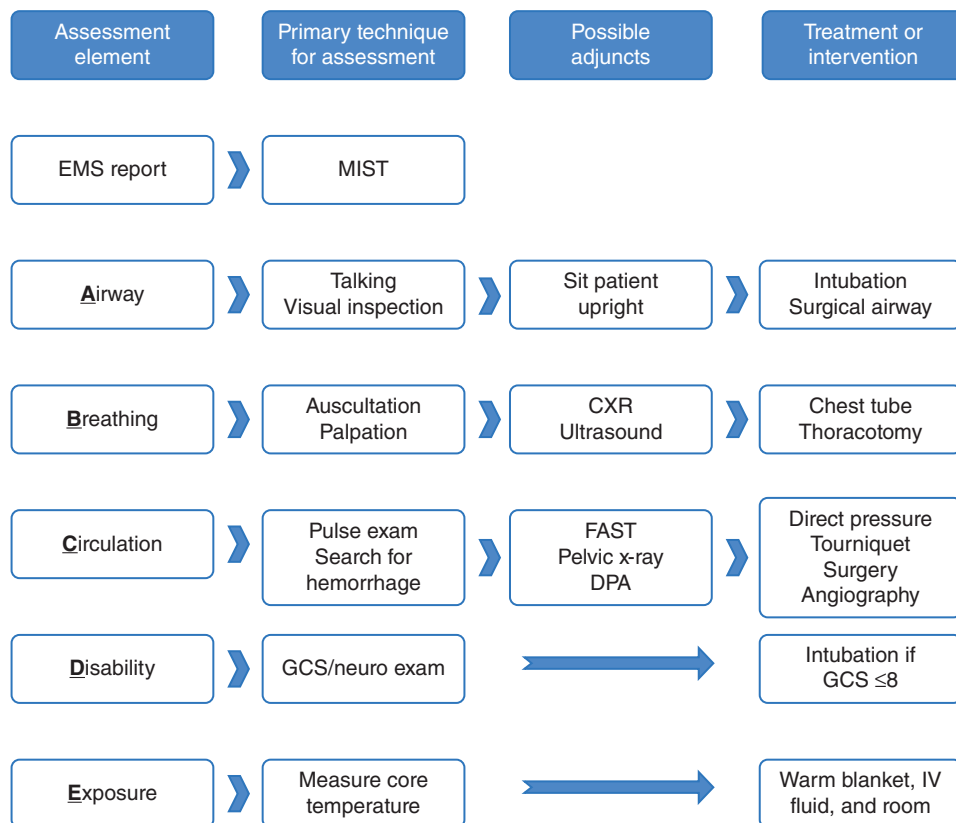 Assessment
element
Primary technique
for assessment
Possible
adjuncts
Treatment or
intervention
EMS report
MIST
Airway
Talking
Visual inspection
Sit patient
upright
Intubation
Surgical airway
Breathing
Auscultation
Palpation
CXR
Ultrasound
Chest tube
Thoracotomy
Circulation
Pulse exam
Search for
hemorrhage
FAST
Pelvic x-ray
DPA
Direct pressure
Tourniquet
Surgery
Angiography
Disability
GCS/neuro exam
Intubation if
GCS ≤8
Exposure
Measure core
temperature
Warm blanket, IV
fluid, and room